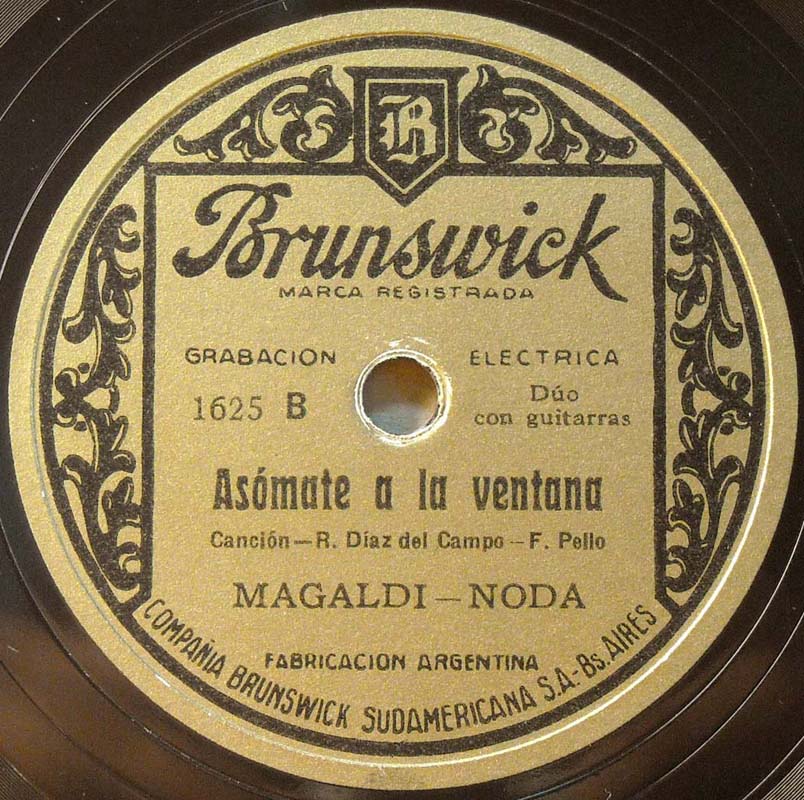 B
Brunswick
MARCA REGISTRADA
GRABACION ELECTRICA
1625 B
Dúo
con guitarras
Asómate a la ventana
Canción — R. Díaz del Campo — F. Pello
MAGALDI — NODA
FABRICACION ARGENTINA
COMPAÑIA BRUNSWICK SUDAMERICANA S.A.- Bs. AIRES